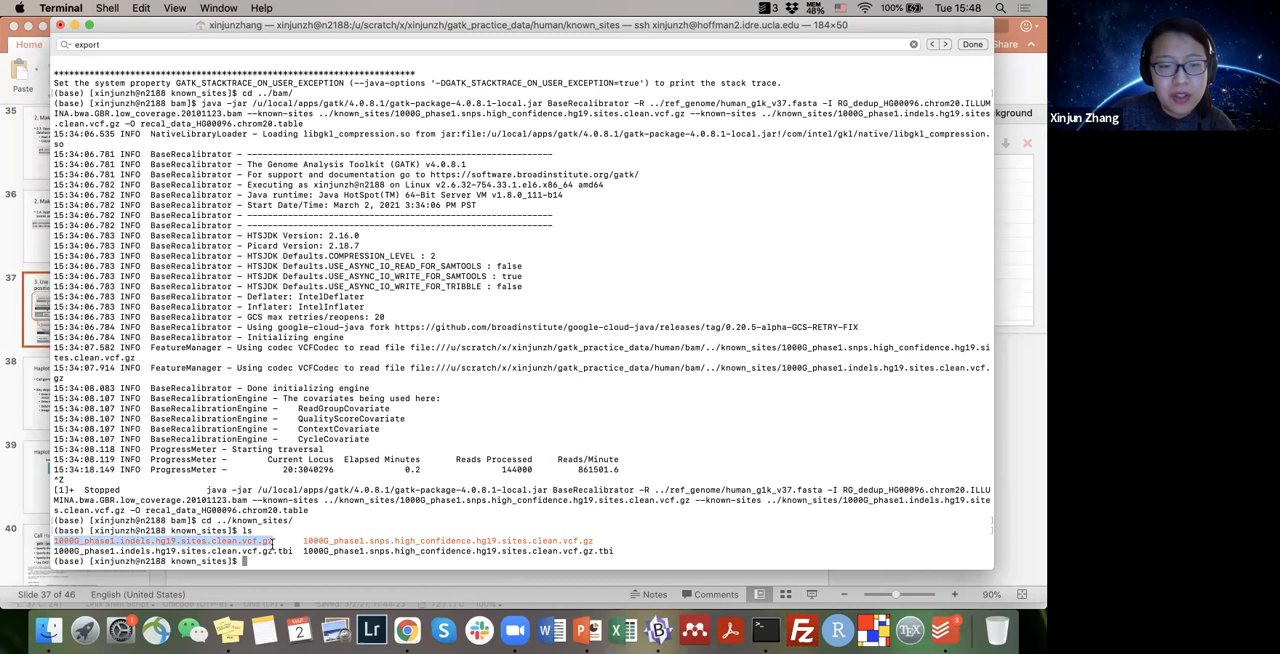 Terminal Shell Edit View Window Help
3 MEM 48% 100% Tue 15:48
xinjunzh — xinjunzh@n2188:/u/scratch/x/xinjunzh/gatk_practice_data/human/known_sites — ssh xinjunzh@hoffman2.idre.ucla.edu — 184×50
Home
Share
export
Done
Paste
**********************************************************************
Set the system property GATK_STACKTRACE_ON_USER_EXCEPTION (--java-options '-DGATK_STACKTRACE_ON_USER_EXCEPTION=true') to print the stack trace.
(base) [xinjunzh@n2188 known_sites]$ cd ../bam/
(base) [xinjunzh@n2188 bam]$ java -jar /u/local/apps/gatk/4.0.8.1/gatk-package-4.0.8.1-local.jar BaseRecalibrator -R ../ref_genome/human_g1k_v37.fasta -I RG_dedup_HG00096.chrom20.ILLU
MINA.bwa.GBR.low_coverage.20101123.bam --known-sites ../known_sites/1000G_phase1.snps.high_confidence.hg19.sites.clean.vcf.gz --known-sites ../known_sites/1000G_phase1.indels.hg19.sites
.clean.vcf.gz -O recal_data_HG00096.chrom20.table
15:34:06.535 INFO NativeLibraryLoader - Loading libgkl_compression.so from jar:file:/u/local/apps/gatk/4.0.8.1/gatk-package-4.0.8.1-local.jar!/com/intel/gkl/native/libgkl_compression.
so
15:34:06.781 INFO BaseRecalibrator - ------------------------------------------------------------
15:34:06.781 INFO BaseRecalibrator - The Genome Analysis Toolkit (GATK) v4.0.8.1
15:34:06.781 INFO BaseRecalibrator - For support and documentation go to https://software.broadinstitute.org/gatk/
15:34:06.782 INFO BaseRecalibrator - Executing as xinjunzh@n2188 on Linux v2.6.32-754.33.1.el6.x86_64 amd64
15:34:06.782 INFO BaseRecalibrator - Java runtime: Java HotSpot(TM) 64-Bit Server VM v1.8.0_111-b14
15:34:06.782 INFO BaseRecalibrator - Start Date/Time: March 2, 2021 3:34:06 PM PST
15:34:06.782 INFO BaseRecalibrator - ------------------------------------------------------------
15:34:06.782 INFO BaseRecalibrator - ------------------------------------------------------------
15:34:06.783 INFO BaseRecalibrator - HTSJDK Version: 2.16.0
15:34:06.783 INFO BaseRecalibrator - Picard Version: 2.18.7
15:34:06.783 INFO BaseRecalibrator - HTSJDK Defaults.COMPRESSION_LEVEL : 2
15:34:06.783 INFO BaseRecalibrator - HTSJDK Defaults.USE_ASYNC_IO_READ_FOR_SAMTOOLS : false
15:34:06.783 INFO BaseRecalibrator - HTSJDK Defaults.USE_ASYNC_IO_WRITE_FOR_SAMTOOLS : true
15:34:06.783 INFO BaseRecalibrator - HTSJDK Defaults.USE_ASYNC_IO_WRITE_FOR_TRIBBLE : false
15:34:06.783 INFO BaseRecalibrator - Deflater: IntelDeflater
15:34:06.783 INFO BaseRecalibrator - Inflater: IntelInflater
15:34:06.783 INFO BaseRecalibrator - GCS max retries/reopens: 20
15:34:06.784 INFO BaseRecalibrator - Using google-cloud-java fork https://github.com/broadinstitute/google-cloud-java/releases/tag/0.20.5-alpha-GCS-RETRY-FIX
15:34:06.784 INFO BaseRecalibrator - Initializing engine
15:34:07.582 INFO FeatureManager - Using codec VCFCodec to read file file:///u/scratch/x/xinjunzh/gatk_practice_data/human/bam/../known_sites/1000G_phase1.snps.high_confidence.hg19.si
tes.clean.vcf.gz
15:34:07.914 INFO FeatureManager - Using codec VCFCodec to read file file:///u/scratch/x/xinjunzh/gatk_practice_data/human/bam/../known_sites/1000G_phase1.indels.hg19.sites.clean.vcf.
gz
15:34:08.083 INFO BaseRecalibrator - Done initializing engine
15:34:08.107 INFO BaseRecalibrationEngine - The covariates being used here:
15:34:08.107 INFO BaseRecalibrationEngine - ReadGroupCovariate
15:34:08.107 INFO BaseRecalibrationEngine - QualityScoreCovariate
15:34:08.107 INFO BaseRecalibrationEngine - ContextCovariate
15:34:08.107 INFO BaseRecalibrationEngine - CycleCovariate
15:34:08.118 INFO ProgressMeter - Starting traversal
15:34:08.119 INFO ProgressMeter - Current Locus Elapsed Minutes Reads Processed Reads/Minute
15:34:18.149 INFO ProgressMeter - 20:3040296 0.2 144000 861501.6
^Z
[1]+ Stopped java -jar /u/local/apps/gatk/4.0.8.1/gatk-package-4.0.8.1-local.jar BaseRecalibrator -R ../ref_genome/human_g1k_v37.fasta -I RG_dedup_HG00096.chrom20.ILLU
MINA.bwa.GBR.low_coverage.20101123.bam --known-sites ../known_sites/1000G_phase1.snps.high_confidence.hg19.sites.clean.vcf.gz --known-sites ../known_sites/1000G_phase1.indels.hg19.site
s.clean.vcf.gz -O recal_data_HG00096.chrom20.table
(base) [xinjunzh@n2188 bam]$ cd ../known_sites/
(base) [xinjunzh@n2188 known_sites]$ ls
1000G_phase1.indels.hg19.sites.clean.vcf.gz 1000G_phase1.snps.high_confidence.hg19.sites.clean.vcf.gz
1000G_phase1.indels.hg19.sites.clean.vcf.gz.tbi 1000G_phase1.snps.high_confidence.hg19.sites.clean.vcf.gz.tbi
(base) [xinjunzh@n2188 known_sites]$
35
36
37
38
39
40
kground
Xinjun Zhang
Slide 37 of 46 English (United States) Notes Comments 90%
MAR
2
Lr